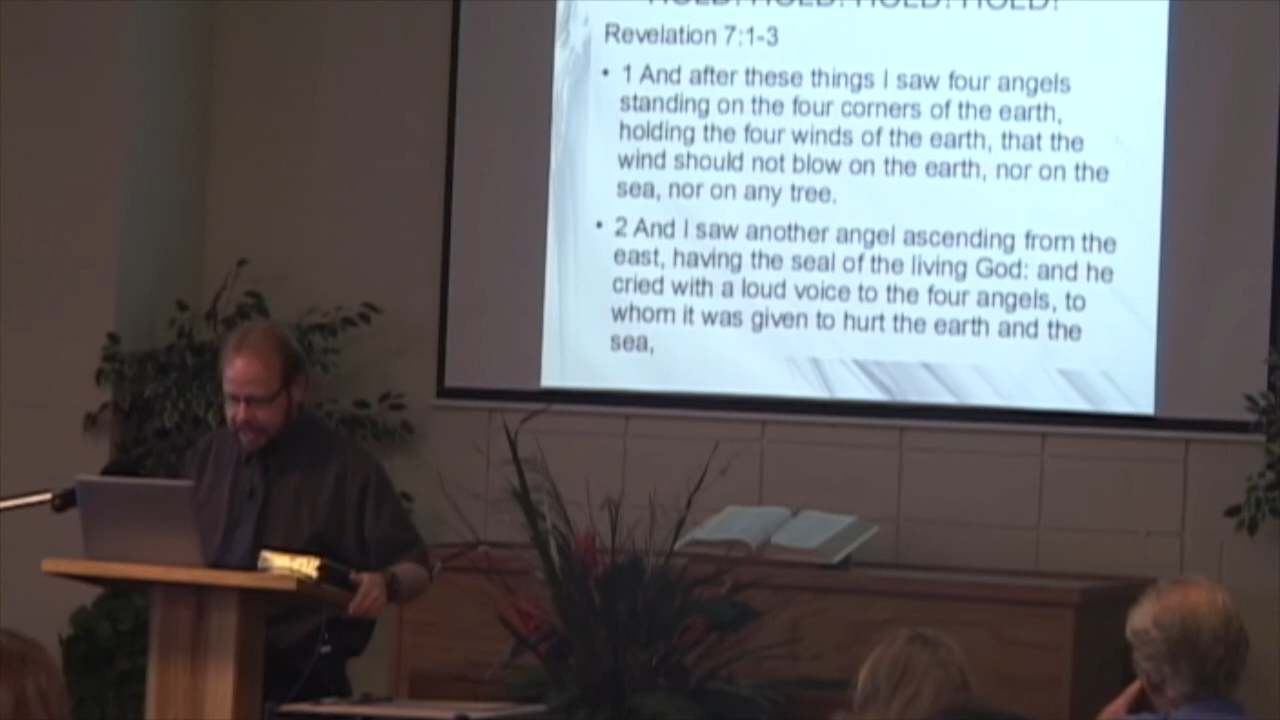 HOLD! HOLD! HOLD! HOLD!
Revelation 7:1-3
• 1 And after these things I saw four angels
standing on the four corners of the earth,
holding the four winds of the earth, that the
wind should not blow on the earth, nor on the
sea, nor on any tree.
• 2 And I saw another angel ascending from the
east, having the seal of the living God: and he
cried with a loud voice to the four angels, to
whom it was given to hurt the earth and the
sea,